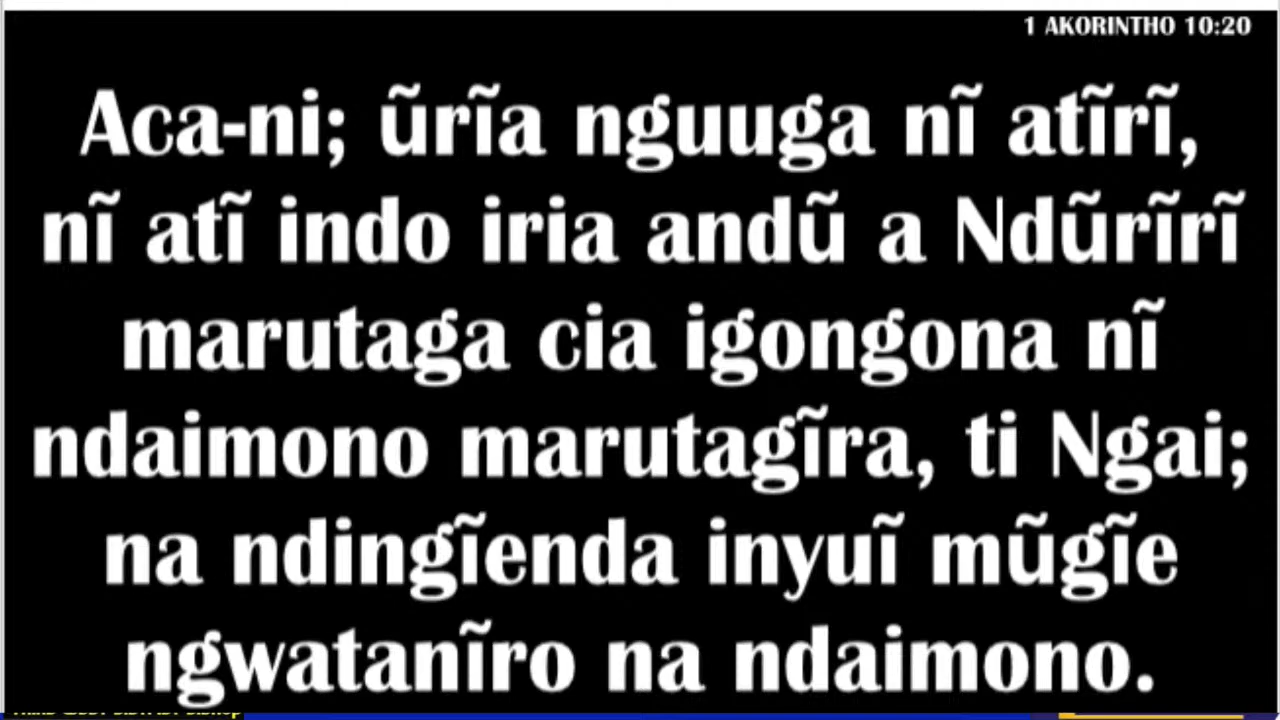 1 AKORINTHO 10:20
Aca-ni; ũrĩa nguuga nĩ atĩrĩ,
nĩ atĩ indo iria andũ a Ndũrĩrĩ
marutaga cia igongona nĩ
ndaimono marutagĩra, ti Ngai;
na ndingĩenda inyuĩ mũgĩe
ngwatanĩro na ndaimono.